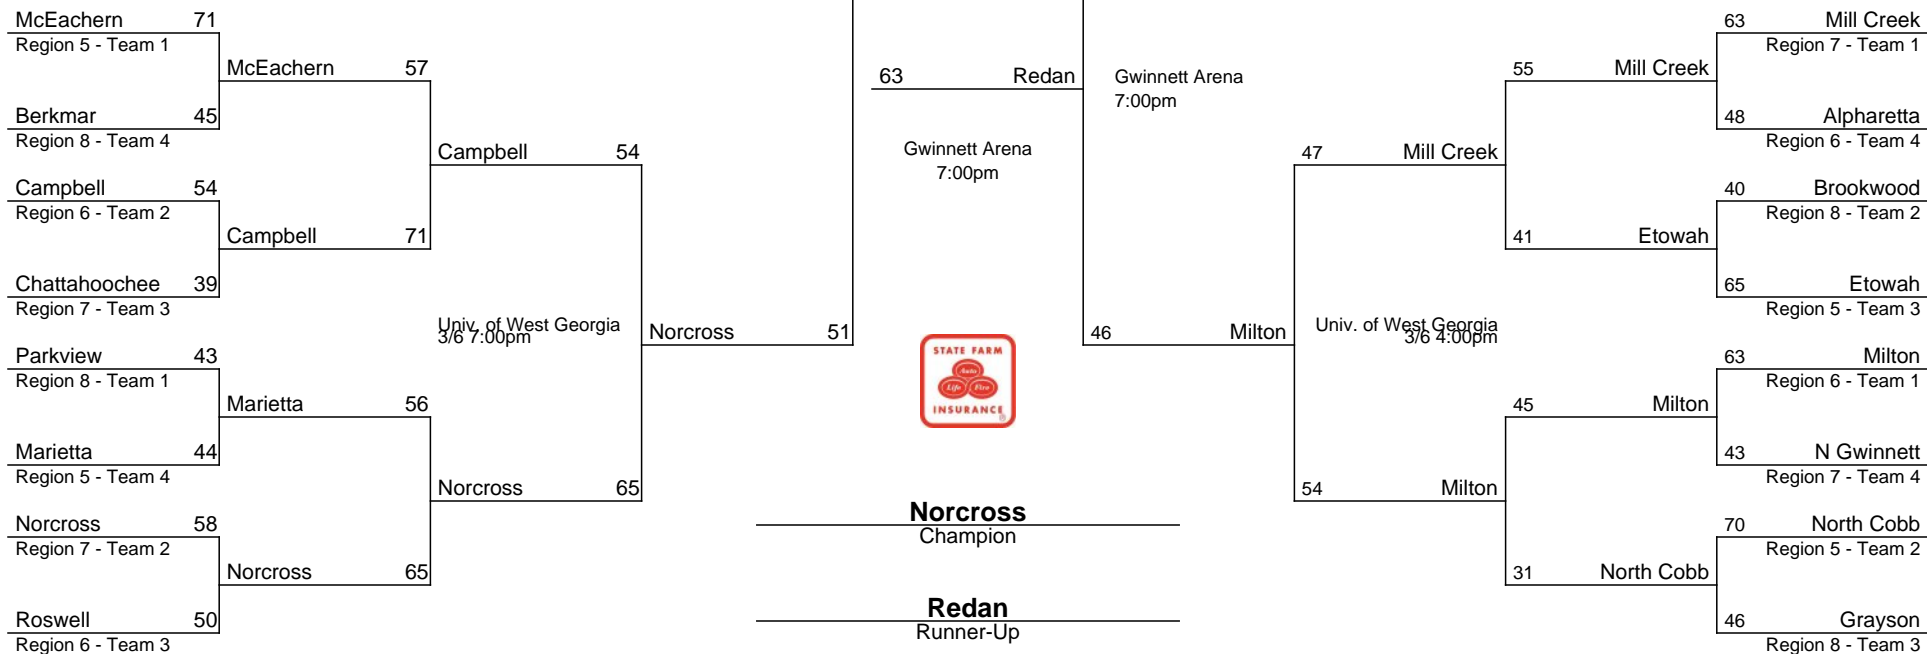 McEachern 71
Region 5 - Team 1
Berkmar 45
Region 8 - Team 4
Campbell 54
Region 6 - Team 2
Chattahoochee 39
Region 7 - Team 3
Parkview 43
Region 8 - Team 1
Marietta 44
Region 5 - Team 4
Norcross 58
Region 7 - Team 2
Roswell 50
Region 6 - Team 3
McEachern 57
Campbell 71
Marietta 56
Norcross 65
Campbell 54
Univ. of West Georgia
3/6 7:00pm
Norcross 65
Norcross 51
63 Redan
Gwinnett Arena
7:00pm
STATE FARM
Auto
Life Fire
INSURANCE
®
Norcross
Champion
Redan
Runner-Up
Gwinnett Arena
7:00pm
46 Milton
47 Mill Creek
Univ. of West Georgia
3/6 4:00pm
54 Milton
55 Mill Creek
41 Etowah
45 Milton
31 North Cobb
63 Mill Creek
Region 7 - Team 1
48 Alpharetta
Region 6 - Team 4
40 Brookwood
Region 8 - Team 2
65 Etowah
Region 5 - Team 3
63 Milton
Region 6 - Team 1
43 N Gwinnett
Region 7 - Team 4
70 North Cobb
Region 5 - Team 2
46 Grayson
Region 8 - Team 3